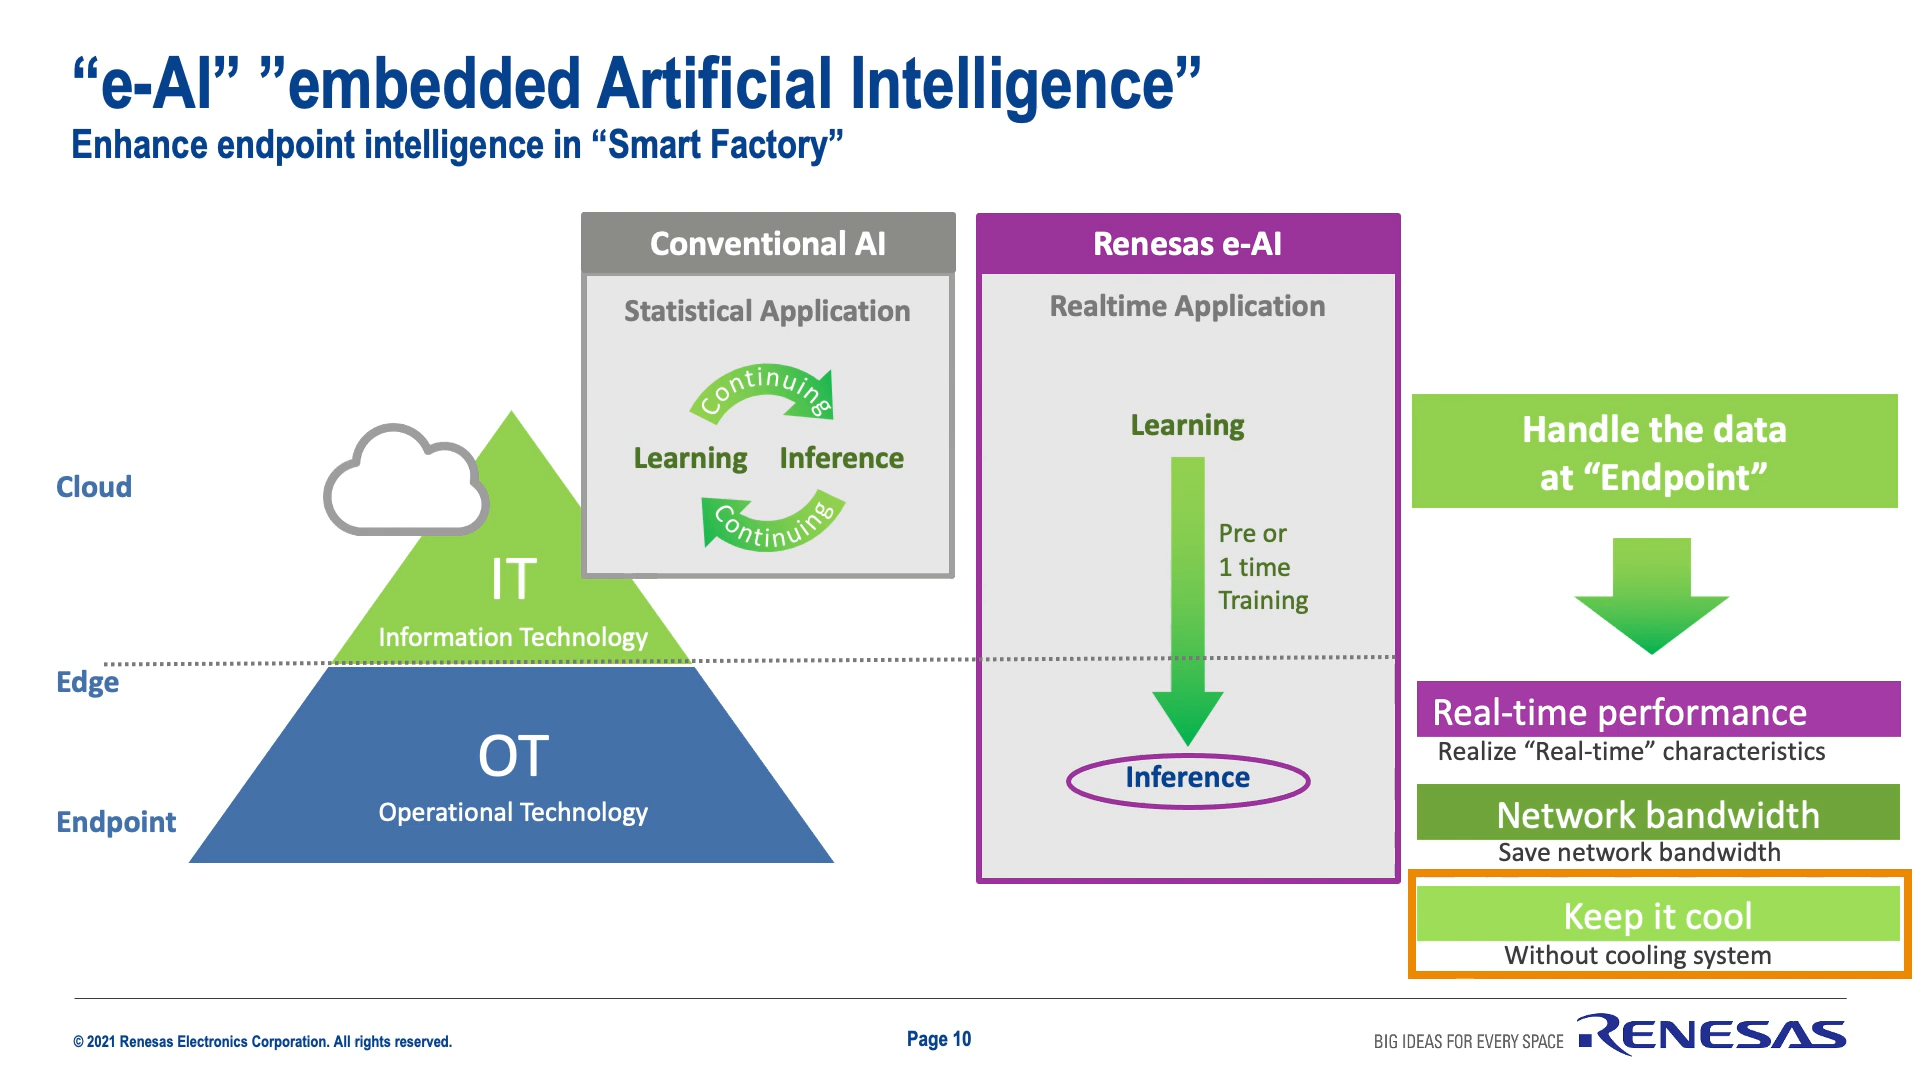 “e-AI” ”embedded Artificial Intelligence”
Enhance endpoint intelligence in “Smart Factory”
Conventional AI
Statistical Application
Continuing
Learning Inference
Continuing
Renesas e-AI
Realtime Application
Learning
Pre or
1 time
Training
Inference
Handle the data
at “Endpoint”
Real-time performance
Realize “Real-time” characteristics
Network bandwidth
Save network bandwidth
Keep it cool
Without cooling system
Cloud
IT
Information Technology
Edge
OT
Operational Technology
Endpoint
© 2021 Renesas Electronics Corporation. All rights reserved.
Page 10
BIG IDEAS FOR EVERY SPACE RENESAS